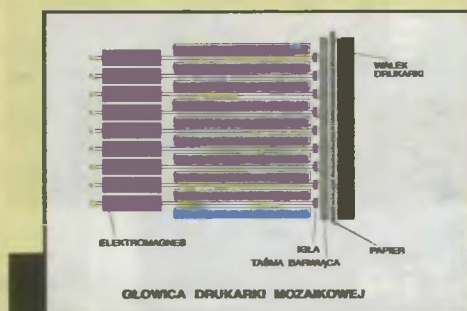 WAŁEK
DRUKARKI
ELEKTROMAGNES
IGŁA
PAPIER
TAŚMA BARWIĄCA
GŁOWICA DRUKARKI MOZAIKOWEJ